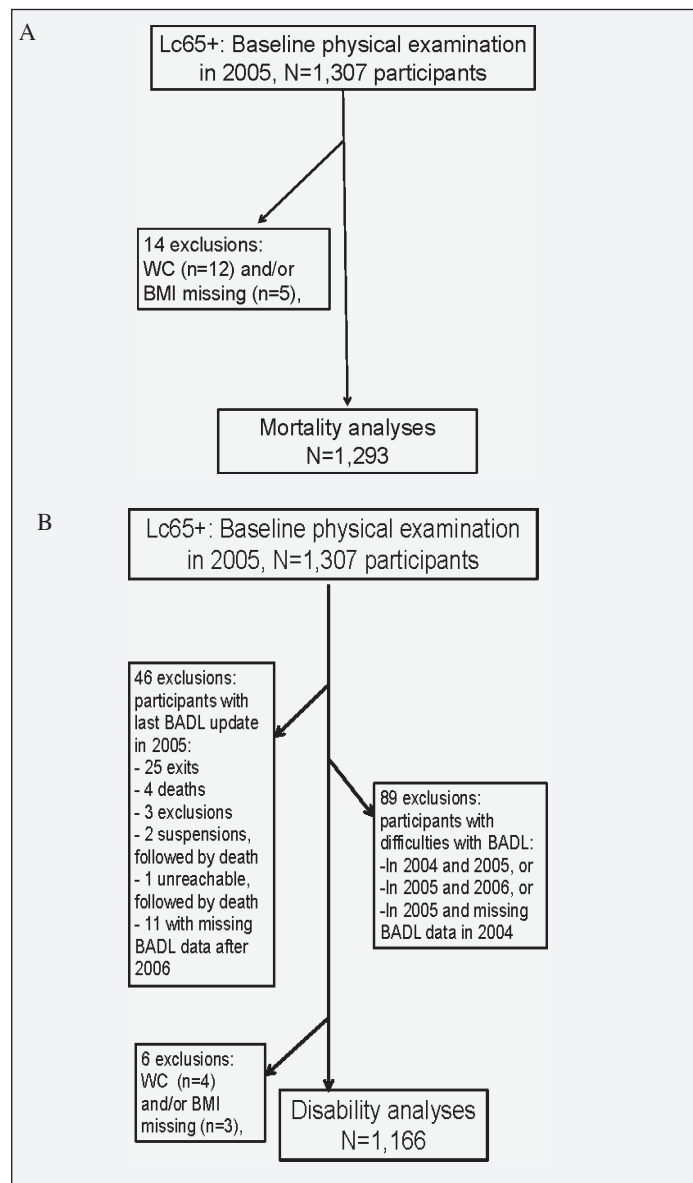 A
Lc65+: Baseline physical examination
in 2005, N=1,307 participants
14 exclusions:
WC (n=12) and/or
BMI missing (n=5),
Mortality analyses
N=1,293
B
Lc65+: Baseline physical examination
in 2005, N=1,307 participants
46 exclusions:
participants with
last BADL update
in 2005:
- 25 exits
- 4 deaths
- 3 exclusions
- 2 suspensions,
followed by death
- 1 unreachable,
followed by death
- 11 with missing
BADL data after
2006
89 exclusions:
participants with
difficulties with BADL:
-In 2004 and 2005, or
-In 2005 and 2006, or
-In 2005 and missing
BADL data in 2004
6 exclusions:
WC (n=4)
and/or BMI
missing (n=3),
Disability analyses
N=1,166